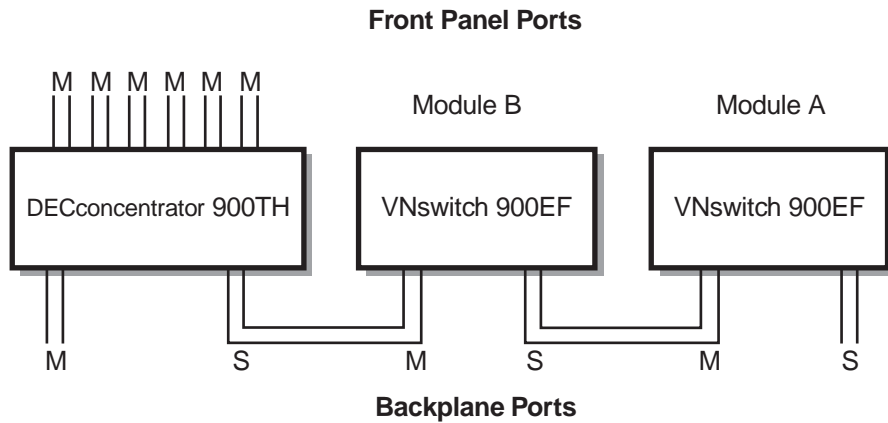 Front Panel Ports
M M M M M M
Module B Module A
DECconcentrator 900TH VNswitch 900EF VNswitch 900EF
M S M S M S
Backplane Ports